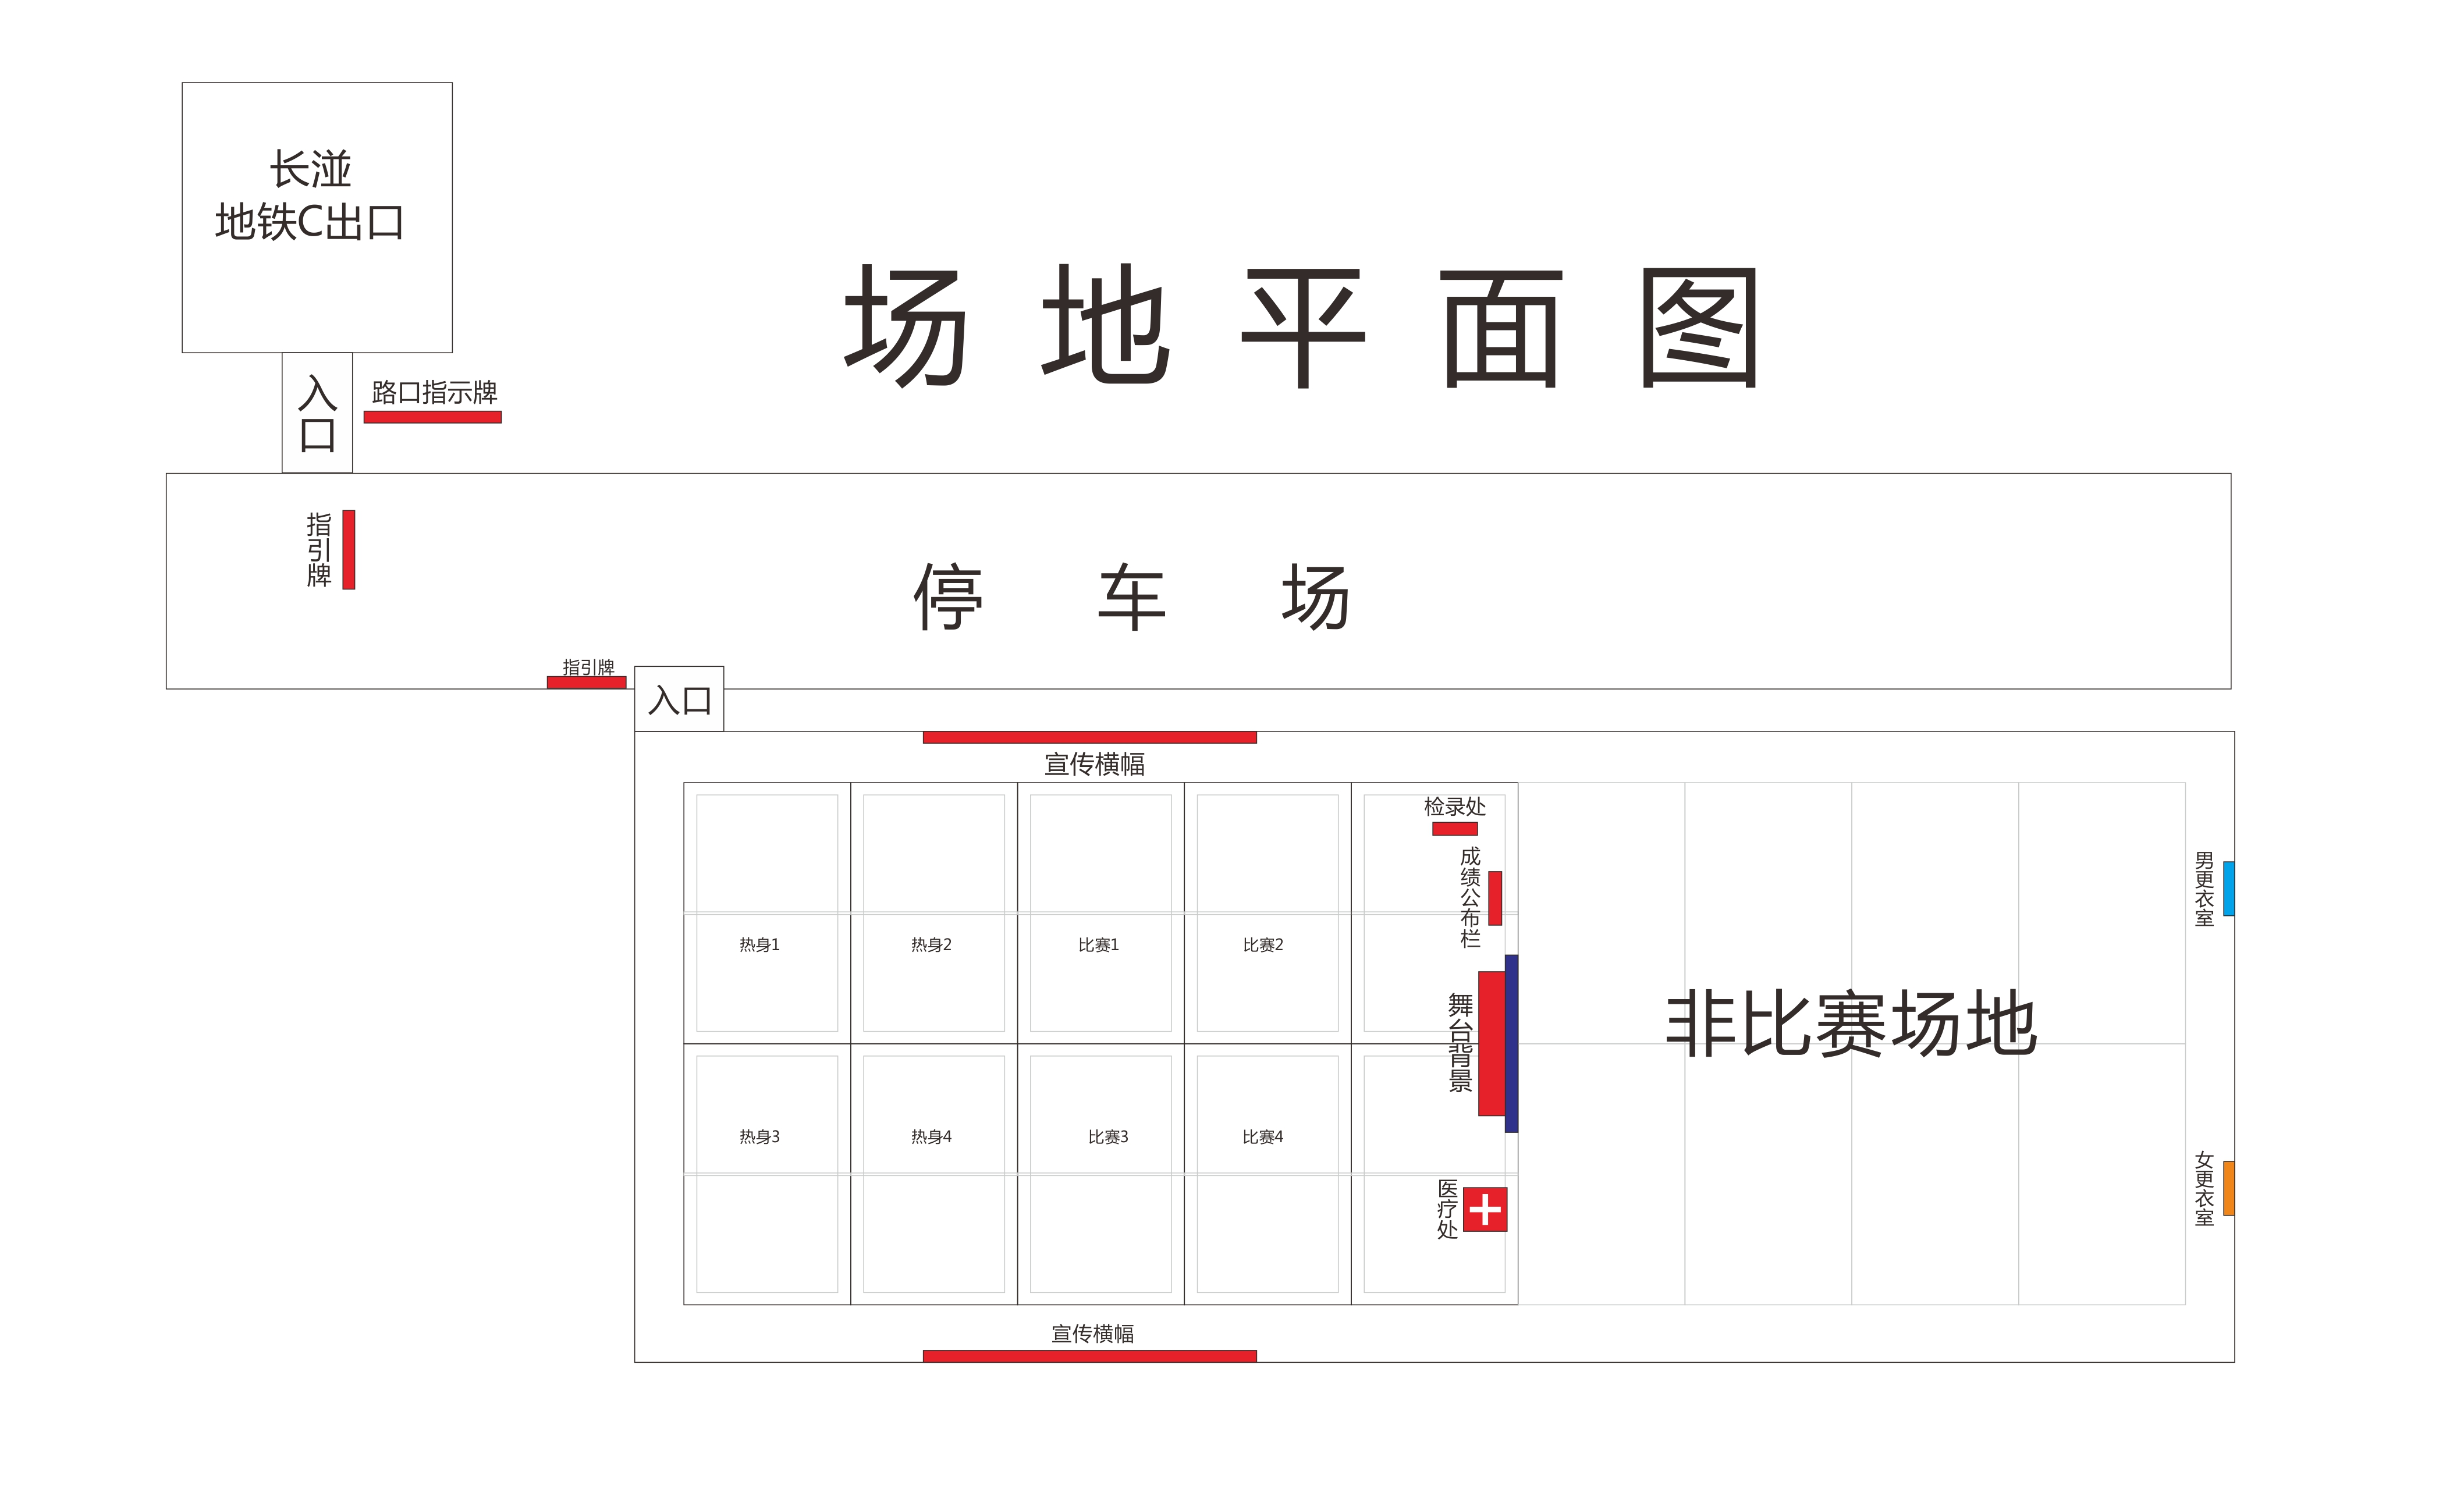 长湴
地铁C出口
场地平面图
入口
路口指示牌
指引牌
停车场
指引牌
入口
宣传横幅
检录处
成绩公布栏
男更衣室
热身1
热身2
比赛1
比赛2
舞台背景
非比赛场地
热身3
热身4
比赛3
比赛4
医疗处
女更衣室
宣传横幅